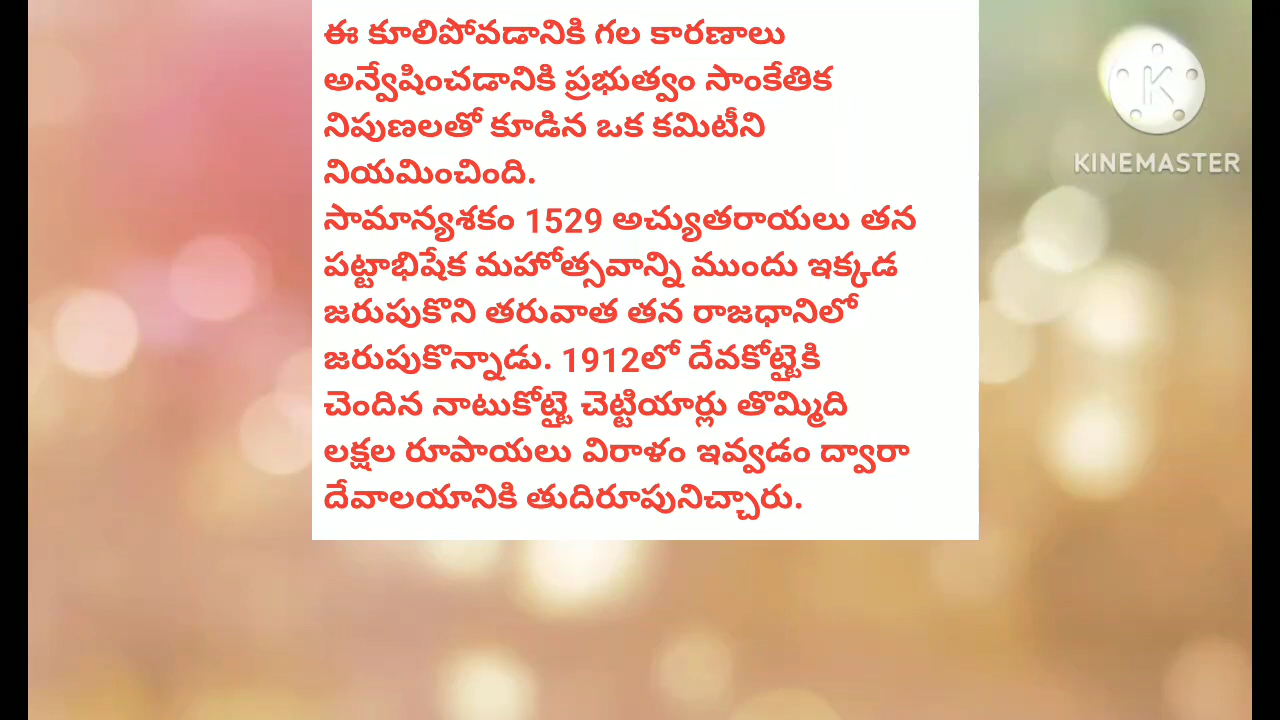 ఈ కూలిపోవడానికి గల కారణాలు
అన్వేషించడానికి ప్రభుత్వం సాంకేతిక
నిపుణలతో కూడిన ఒక కమిటీని
నియమించింది.
సామాన్యశకం 1529 అచ్యుతరాయలు తన
పట్టాభిషేక మహోత్సవాన్ని ముందు ఇక్కడ
జరుపుకొని తరువాత తన రాజధానిలో
జరుపుకొన్నాడు. 1912లో దేవకోట్టైకి
చెందిన నాటుకోట్టై చెట్టియార్లు తొమ్మిది
లక్షల రూపాయలు విరాళం ఇవ్వడం ద్వారా
దేవాలయానికి తుదిరూపునిచ్చారు.
K
KINEMASTER